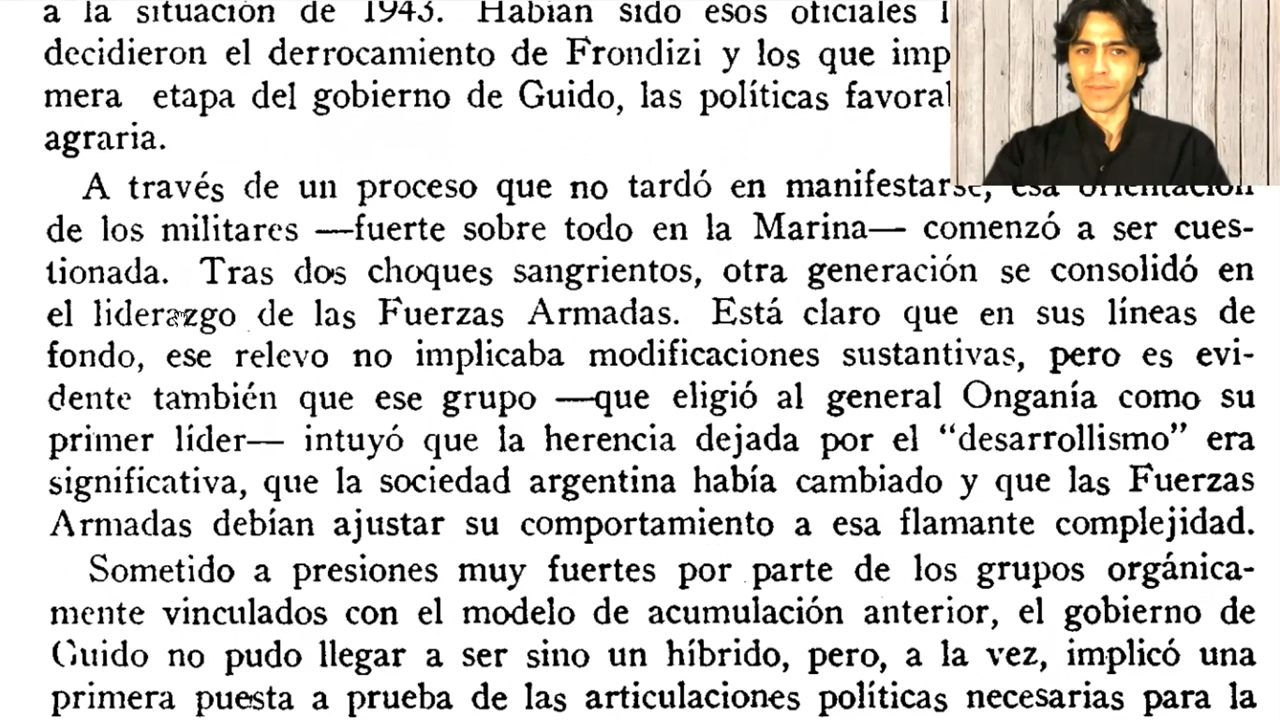 a la situación de 1943. Habían sido esos oficiales
decidieron el derrocamiento de Frondizi y los que imp
mera etapa del gobierno de Guido, las políticas favora
agraria.
A través de un proceso que no tardó en manifestarse, esa orientación
de los militares —fuerte sobre todo en la Marina— comenzó a ser cues-
tionada. Tras dos choques sangrientos, otra generación se consolidó en
el liderazgo de las Fuerzas Armadas. Está claro que en sus líneas de
fondo, ese relevo no implicaba modificaciones sustantivas, pero es evi-
dente también que ese grupo —que eligió al general Onganía como su
primer líder— intuyó que la herencia dejada por el “desarrollismo” era
significativa, que la sociedad argentina había cambiado y que las Fuerzas
Armadas debían ajustar su comportamiento a esa flamante complejidad.
Sometido a presiones muy fuertes por parte de los grupos orgánica-
mente vinculados con el modelo de acumulación anterior, el gobierno de
Guido no pudo llegar a ser sino un híbrido, pero, a la vez, implicó una
primera puesta a prueba de las articulaciones políticas necesarias para la